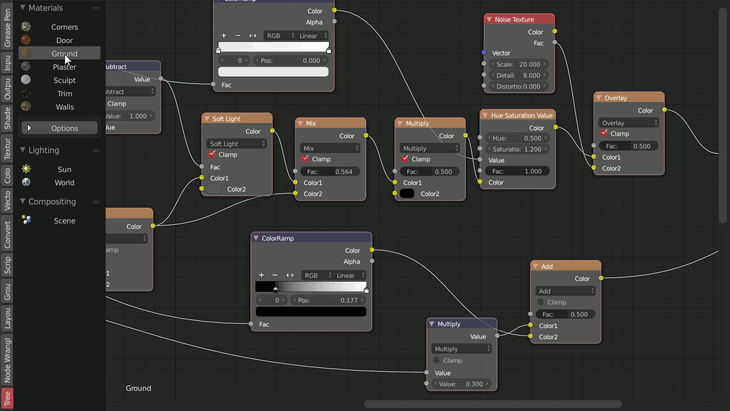 Grease Pen
Inpu
Outpu
Shade
Textur
Colo
Vecto
Convert
Scrip
Grou
Layou
Node Wrangl
Tree
Materials
Corners
Door
Ground
Plaster
Sculpt
Trim
Walls
Options
Lighting
Sun
World
Compositing
Scene
ubtract
Value
ubtract
Clamp
alue: 1.000
lue
Color
amp
1
2
ColorRamp
Color
Alpha
RGB
Linear
0
Pos: 0.000
Fac
Soft Light
Color
Soft Light
Clamp
Fac
Color1
Color2
Mix
Color
Mix
Clamp
Fac: 0.564
Color1
Color2
Multiply
Color
Multiply
Clamp
Fac: 0.500
Color1
Color2
Noise Texture
Color
Fac
Vector
Scale: 20.000
Detail: 8.000
Distortio:0.000
Hue Saturation Value
Color
Hue: 0.500
Saturatio: 1.200
Value
Fac: 1.000
Color
Overlay
Color
Overlay
Clamp
Fac: 0.500
Color1
Color2
ColorRamp
Color
Alpha
RGB
Linear
0
Pos: 0.177
Fac
Multiply
Value
Multiply
Clamp
Value
Value: 0.300
Add
Color
Add
Clamp
Fac: 0.500
Color1
Color2
Ground